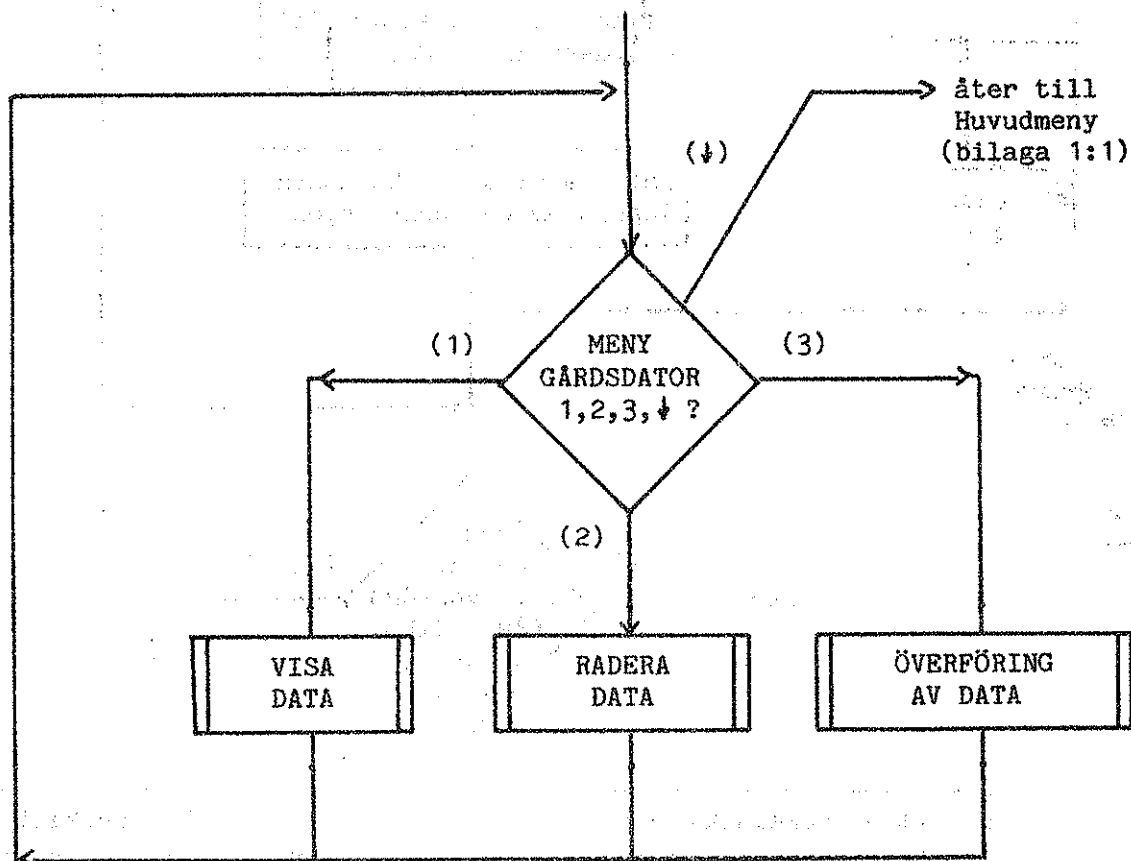 åter till
Huvudmeny
(bilaga 1:1)
(↓)
(1)
MENY
GÅRDSDATOR
1,2,3,↓ ?
(3)
(2)
VISA
DATA
RADERA
DATA
ÖVERFÖRING
AV DATA